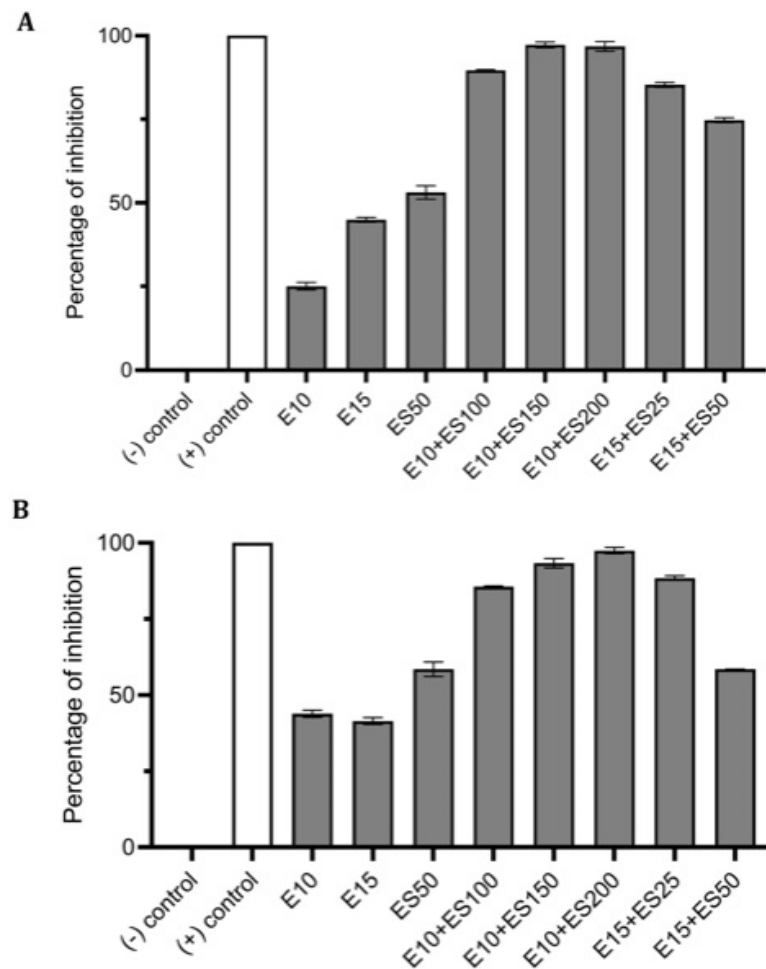 A
Percentage of inhibition
100
50
0
(-) control
(+) control
E10
E15
ES50
E10+ES100
E10+ES150
E10+ES200
E15+ES25
E15+ES50
B
Percentage of inhibition
100
50
0
(-) control
(+) control
E10
E15
ES50
E10+ES100
E10+ES150
E10+ES200
E15+ES25
E15+ES50